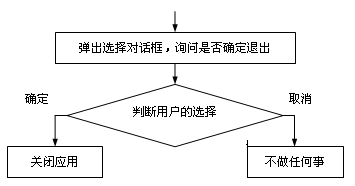 弹出选择对话框，询问是否确定退出
确定
取消
判断用户的选择
关闭应用
不做任何事